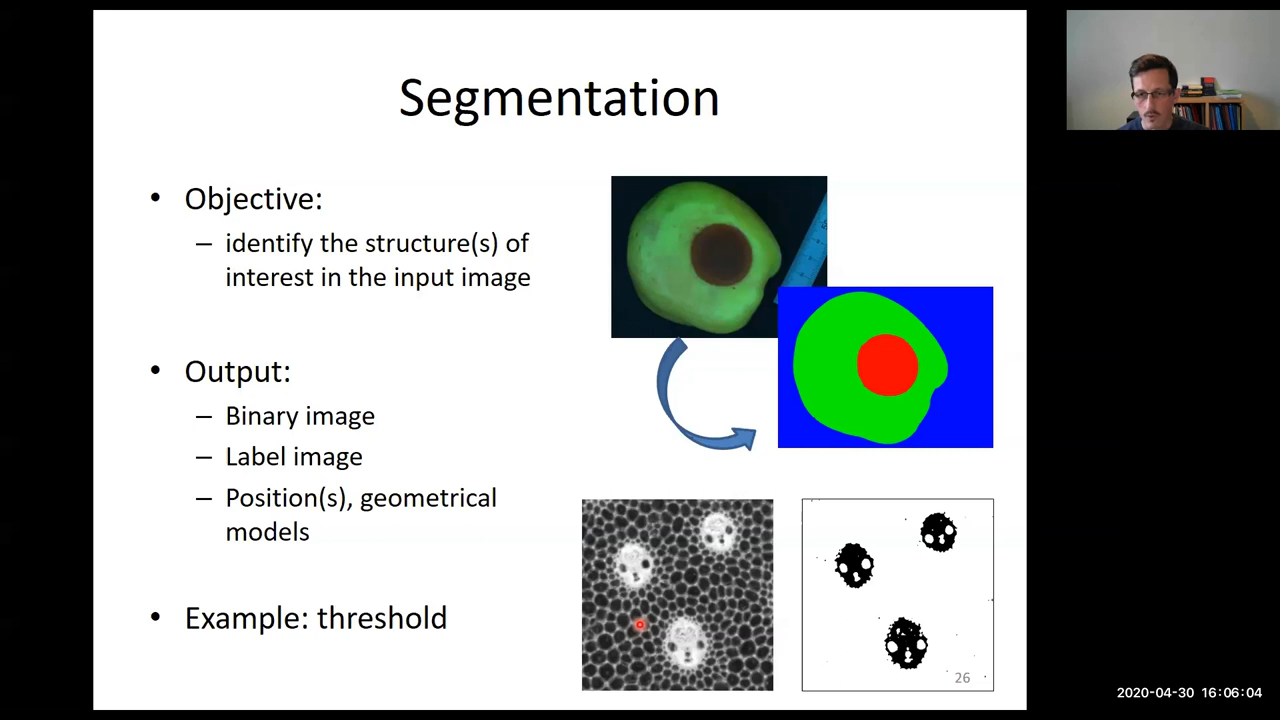 Segmentation
• Objective:
– identify the structure(s) of
interest in the input image
• Output:
– Binary image
– Label image
– Position(s), geometrical
models
• Example: threshold
26
2020-04-30 16:06:04